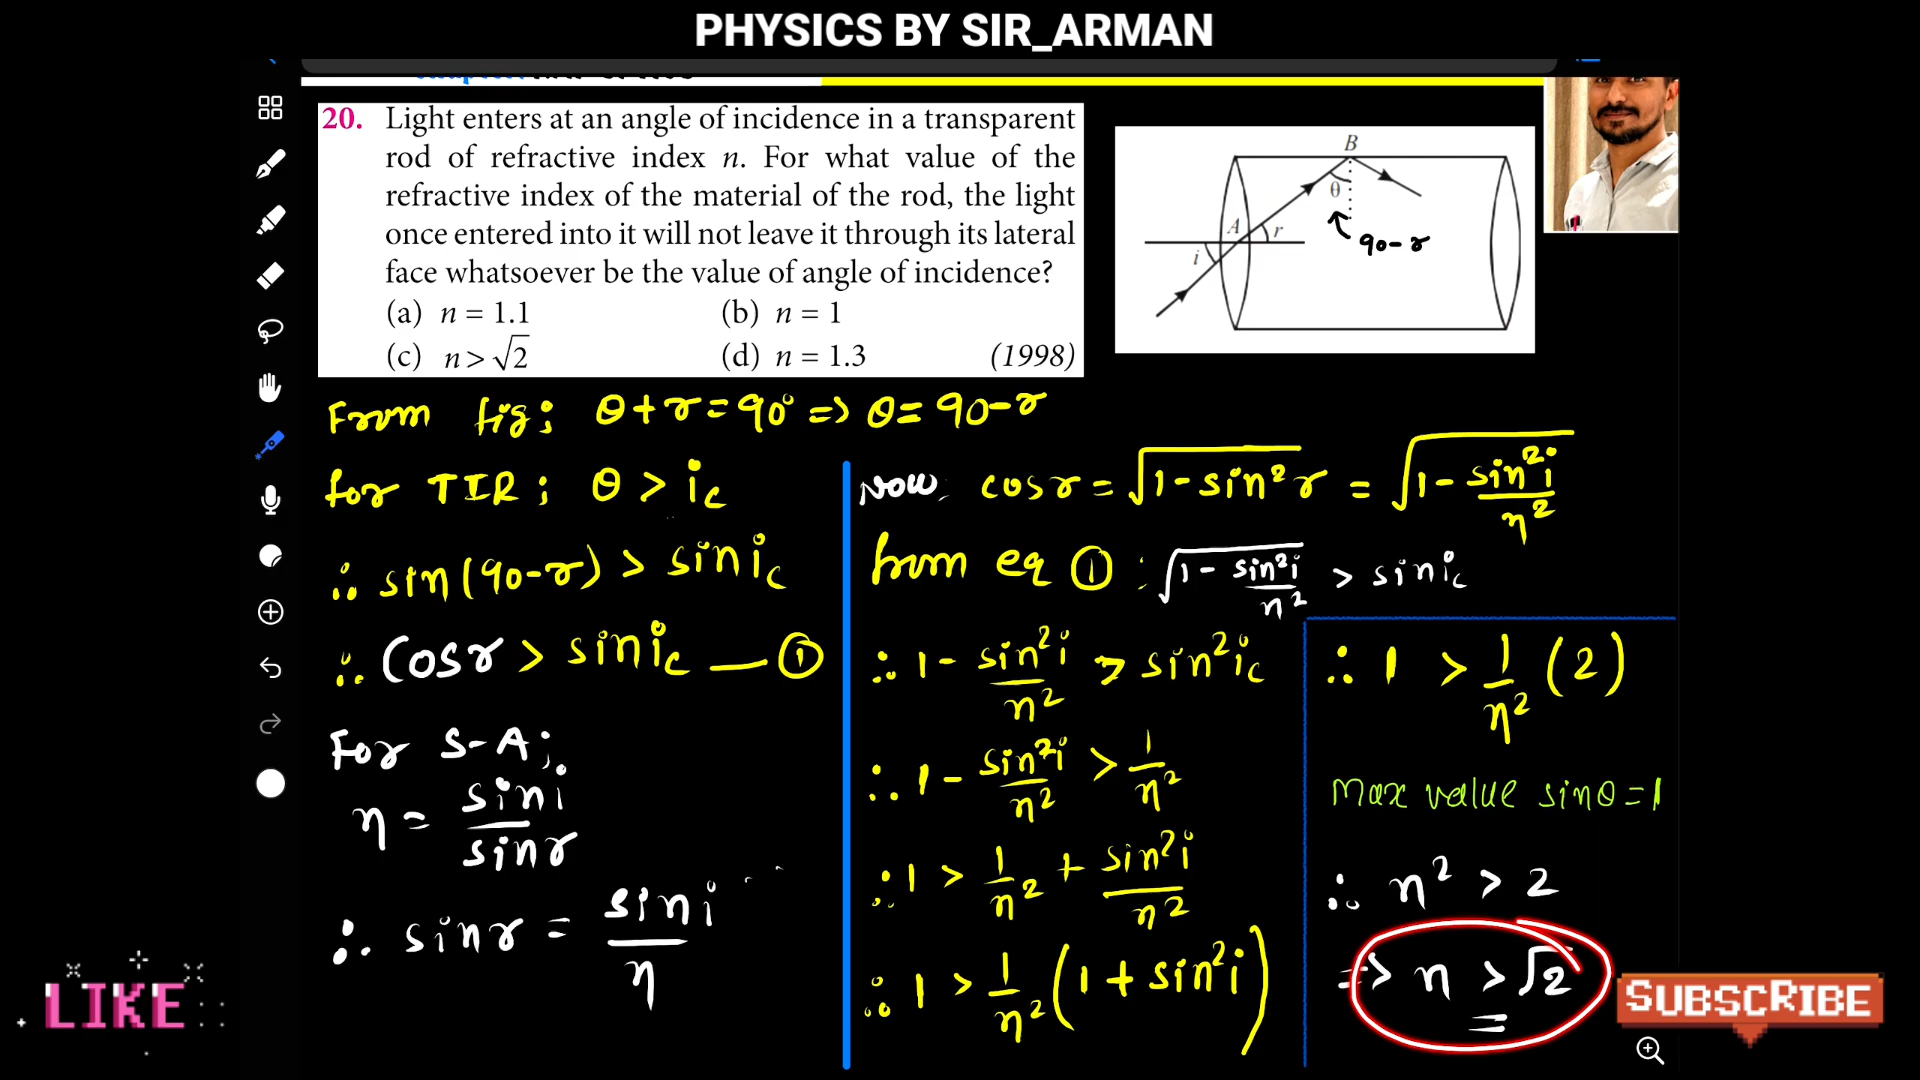 PHYSICS BY SIR_ARMAN
20. Light enters at an angle of incidence in a transparent
rod of refractive index n. For what value of the
refractive index of the material of the rod, the light
once entered into it will not leave it through its lateral
face whatsoever be the value of angle of incidence?
(a) n = 1.1 (b) n = 1
(c) n > √2 (d) n = 1.3 (1998)
B
θ
A
r
i
90-r
From fig; θ+r=90° => θ= 90-r
for TIR; θ > ic
∴ sin(90-r) > sin ic
∴ cosr > sin ic — ①
For S-A;
η = sini/sinr
∴ sinr = sini/η
Now, cosr = √(1-sin²r) = √(1-sin²i/η²)
from eq ① : √(1-sin²i/η²) > sin ic
∴ 1 - sin²i/η² > sin²ic
∴ 1 - sin²i/η² > 1/η²
∴ 1 > 1/η² + sin²i/η²
∴ 1 > 1/η² (1 + sin²i)
∴ 1 > 1/η² (2)
Max value sinθ=1
∴ η² > 2
=> η > √2
LIKE
SUBSCRIBE